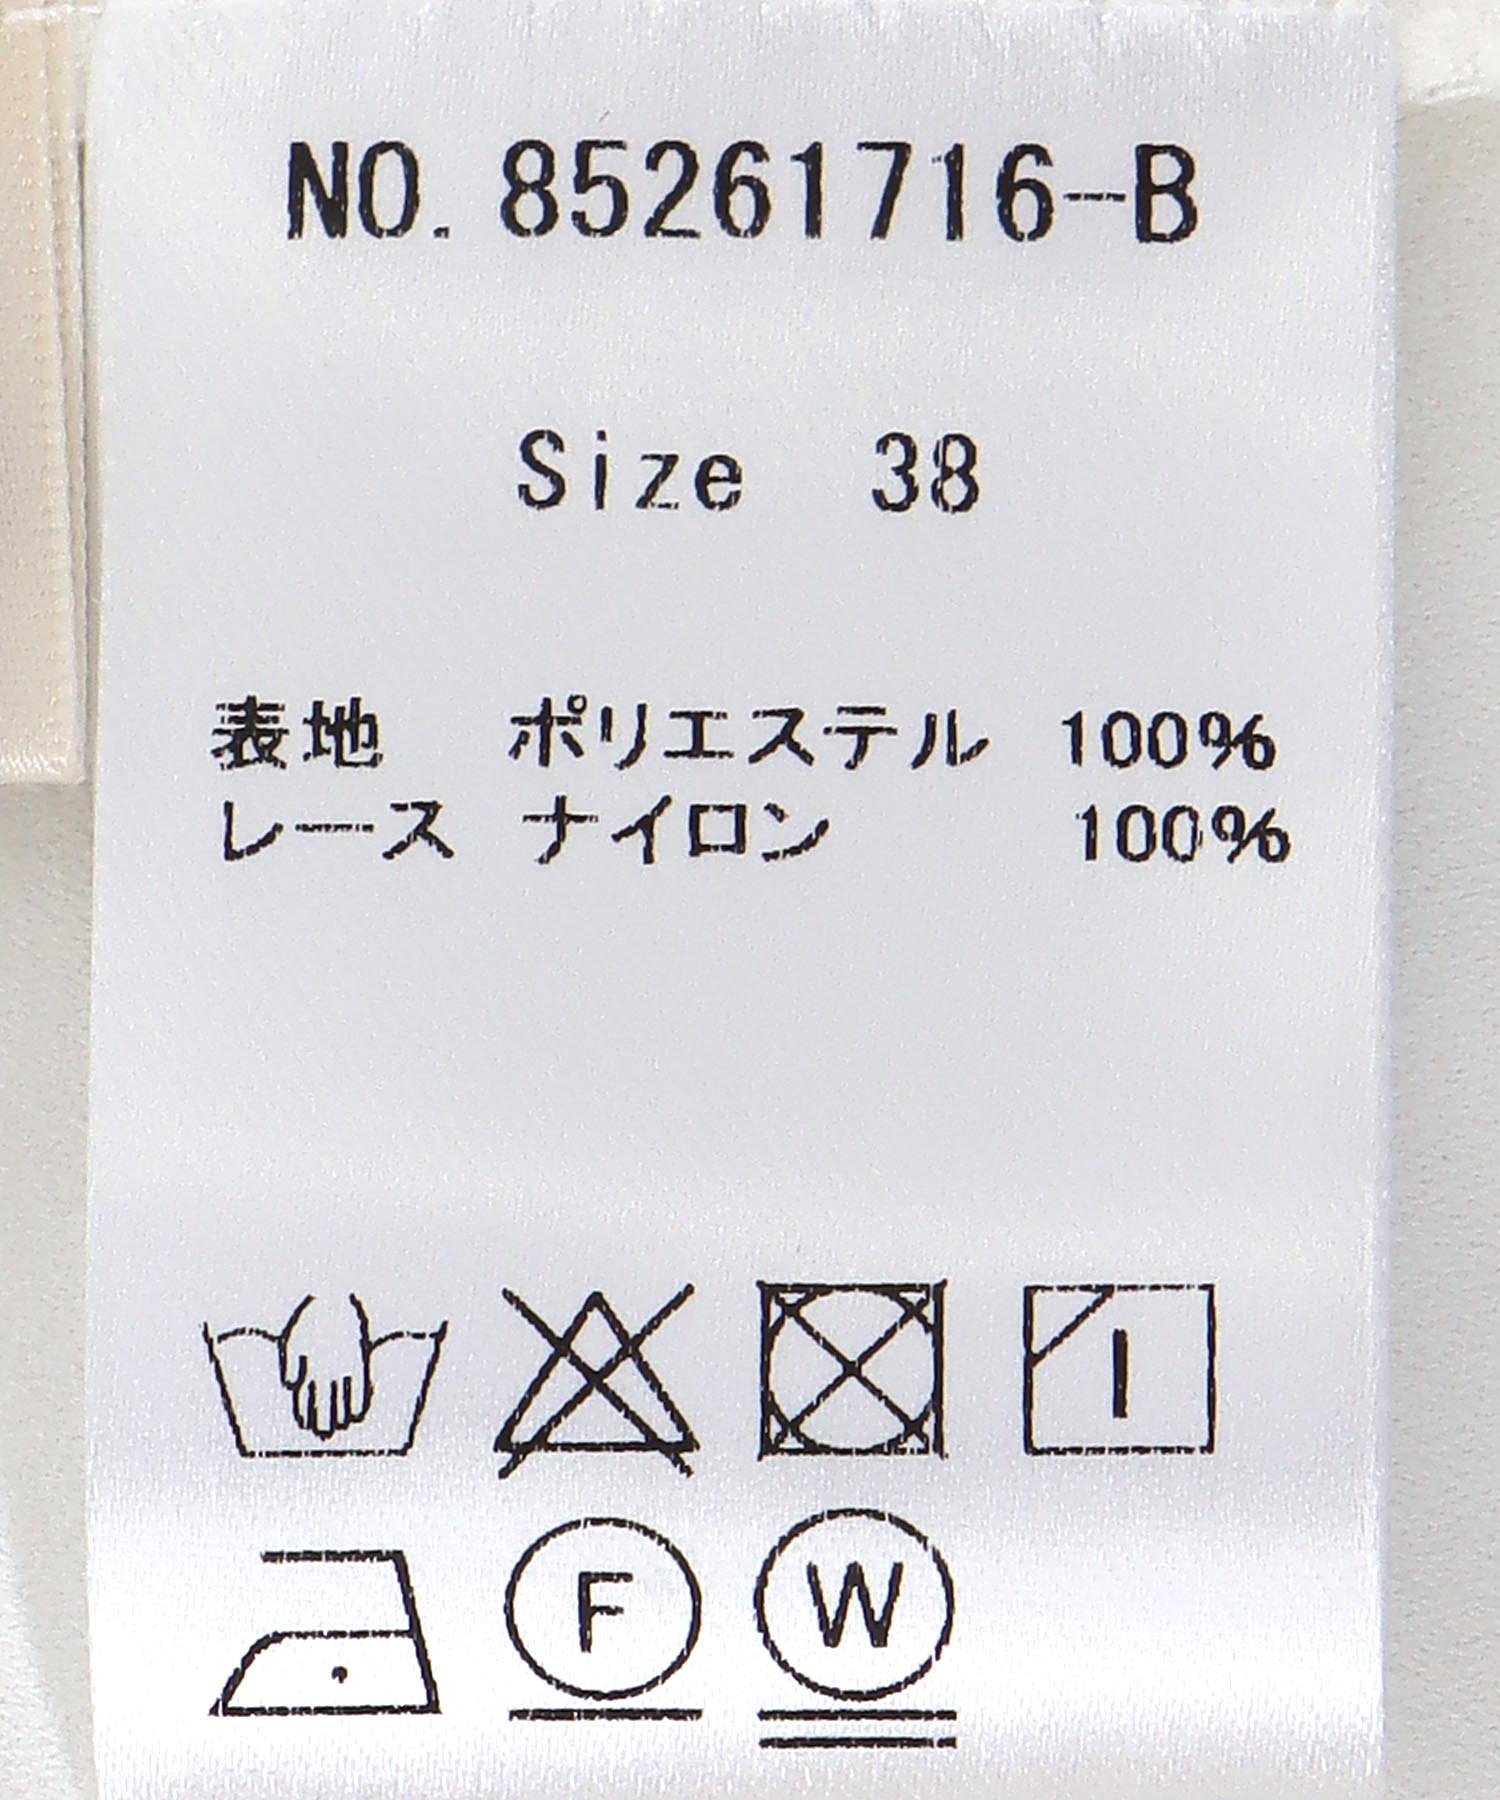 NO. 85261716-B
Size 38
表地 ポリエステル 100%
レース ナイロン 100%
F W